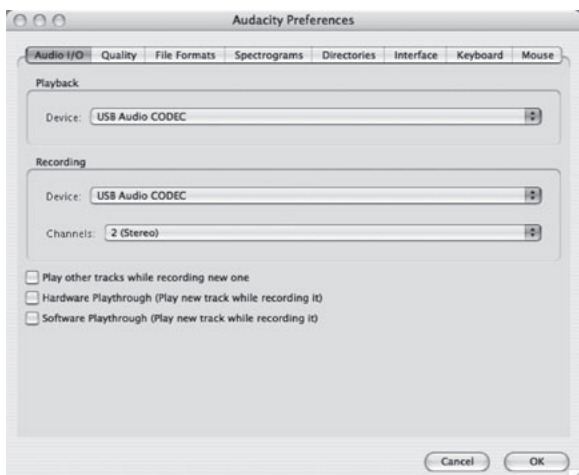 Audacity Preferences
Audio I/O Quality File Formats Spectrograms Directories Interface Keyboard Mouse
Playback
Device: USB Audio CODEC
Recording
Device: USB Audio CODEC
Channels: 2 (Stereo)
Play other tracks while recording new one
Hardware Playthrough (Play new track while recording it)
Software Playthrough (Play new track while recording it)
Cancel OK